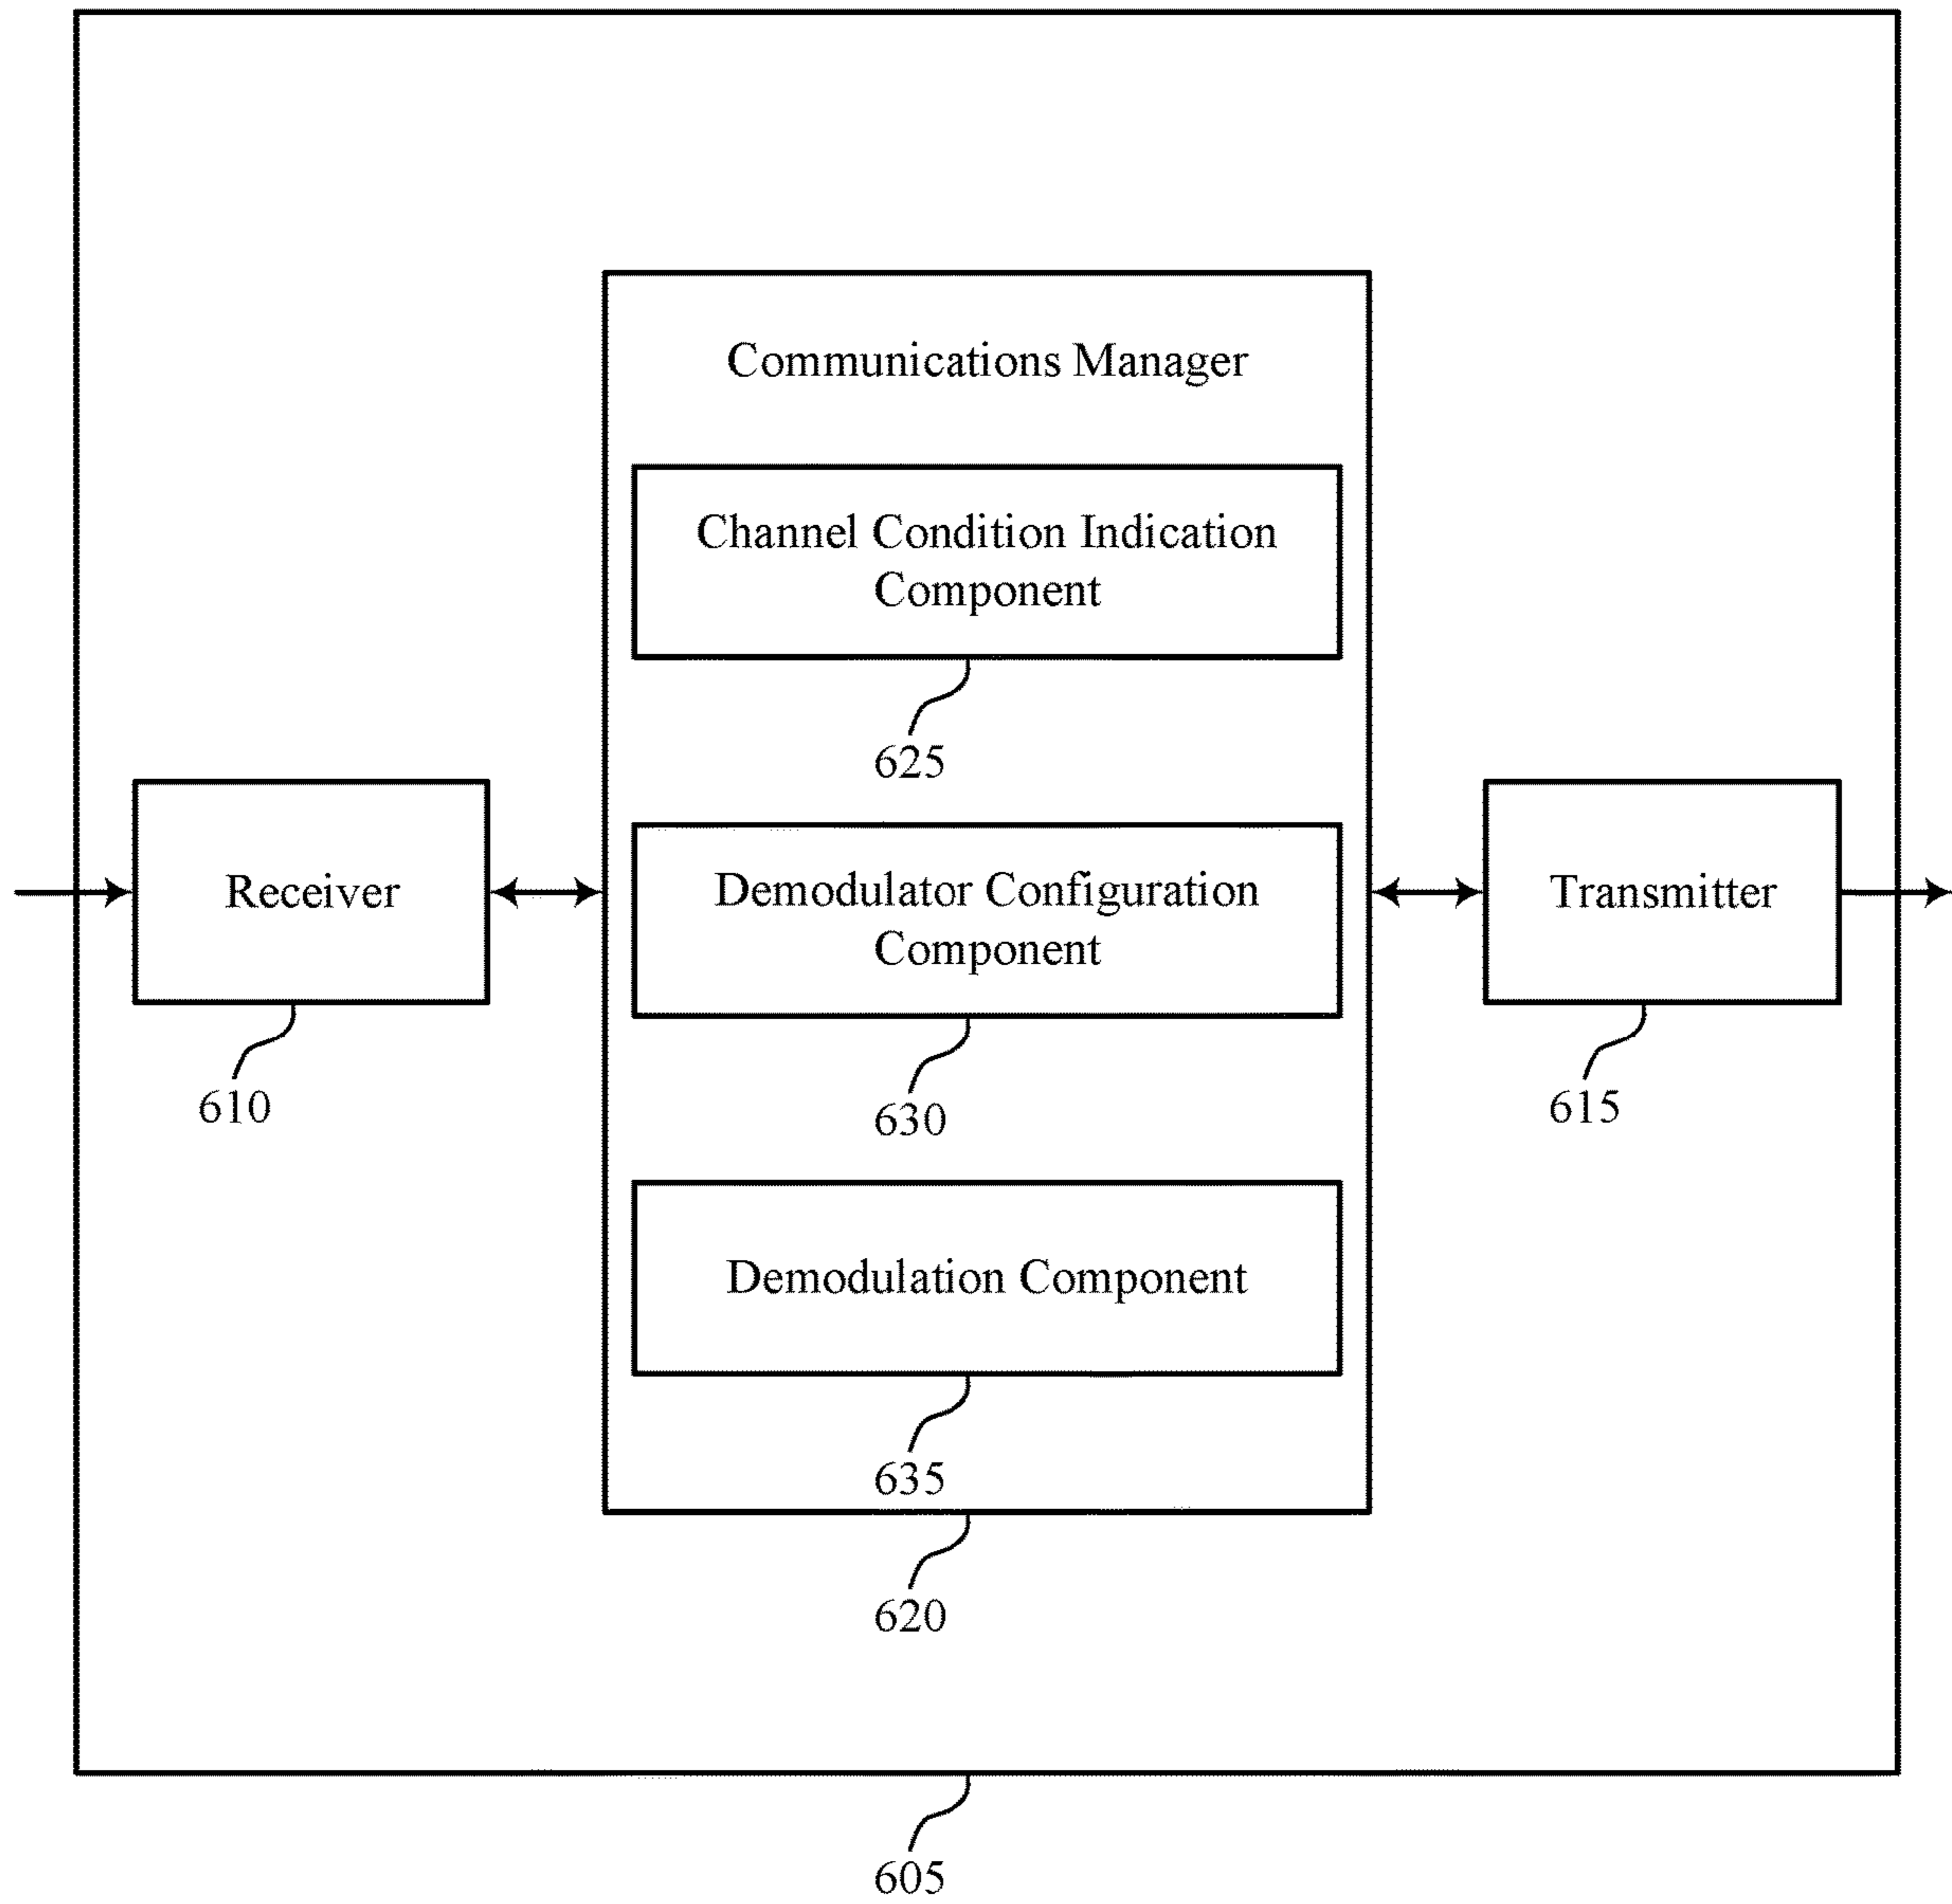 Communications Manager
Channel Condition Indication
Component
625
Receiver
610
Demodulator Configuration
Component
630
Transmitter
615
Demodulation Component
635
620
605